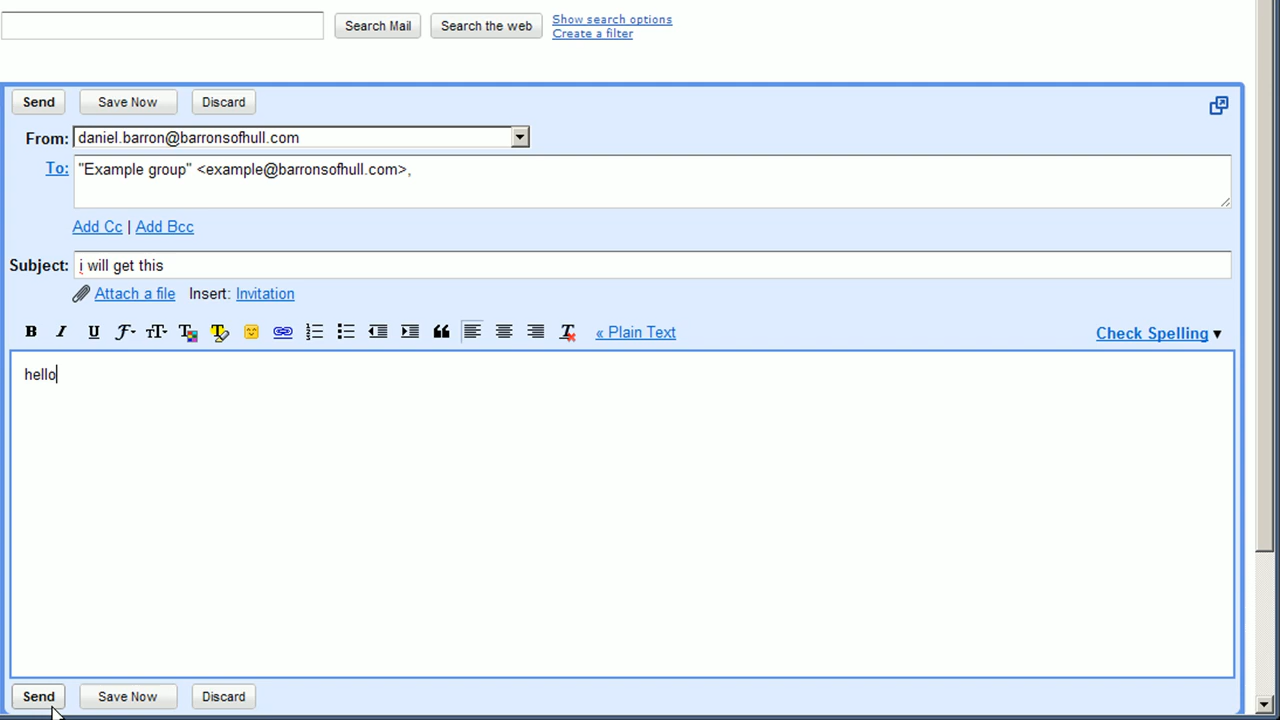 Search Mail Search the web Show search options
Create a filter
Send Save Now Discard
From: daniel.barron@barronsofhull.com
To: "Example group" <example@barronsofhull.com>,
Add Cc | Add Bcc
Subject: i will get this
Attach a file Insert: Invitation
B I U « Plain Text Check Spelling ▼
hello
Send Save Now Discard